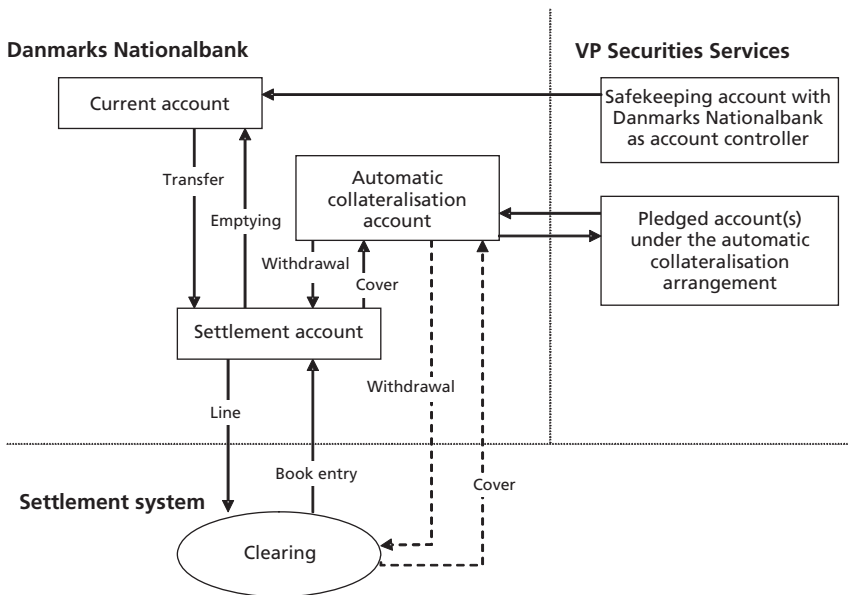 Danmarks Nationalbank
VP Securities Services
Current account
Safekeeping account with
Danmarks Nationalbank
as account controller
Transfer
Emptying
Automatic
collateralisation
account
Pledged account(s)
under the automatic
collateralisation
arrangement
Withdrawal
Cover
Settlement account
Line
Withdrawal
Book entry
Cover
Settlement system
Clearing